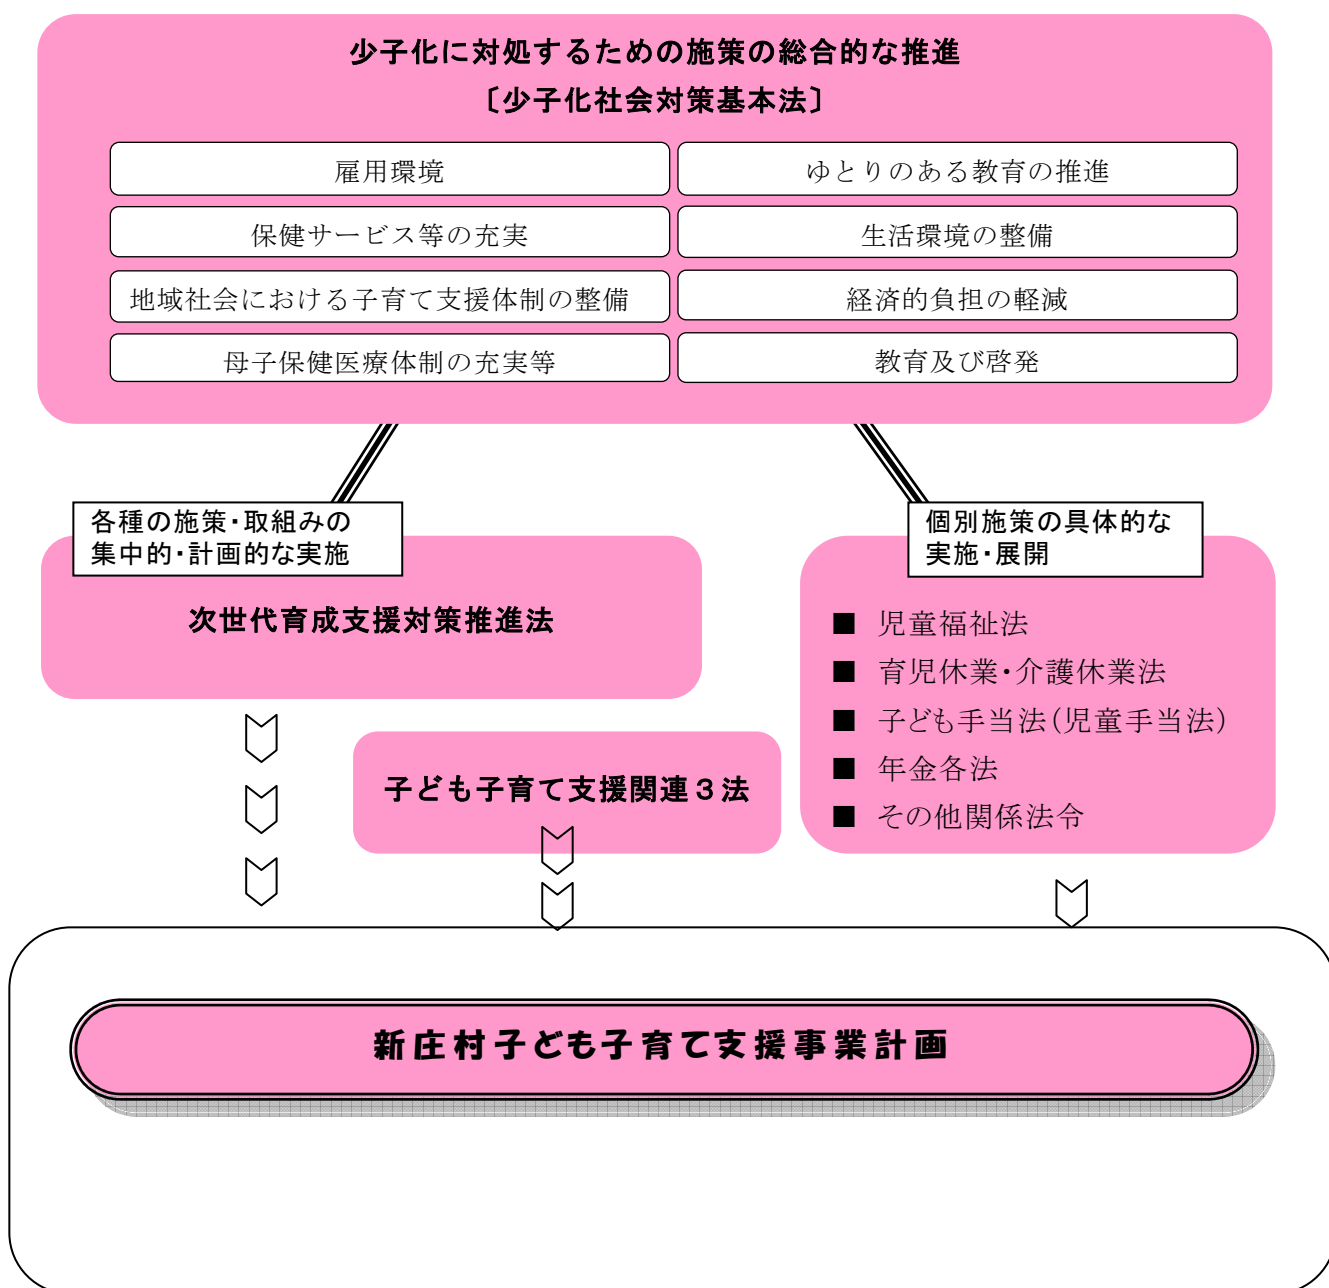 少子化に対処するための施策の総合的な推進
〔少子化社会対策基本法〕
雇用環境
ゆとりのある教育の推進
保健サービス等の充実
生活環境の整備
地域社会における子育て支援体制の整備
経済的負担の軽減
母子保健医療体制の充実等
教育及び啓発
各種の施策・取組みの
集中的・計画的な実施
次世代育成支援対策推進法
個別施策の具体的な
実施・展開
■ 児童福祉法
■ 育児休業・介護休業法
■ 子ども手当法（児童手当法）
■ 年金各法
■ その他関係法令
子ども子育て支援関連３法
新庄村子ども子育て支援事業計画